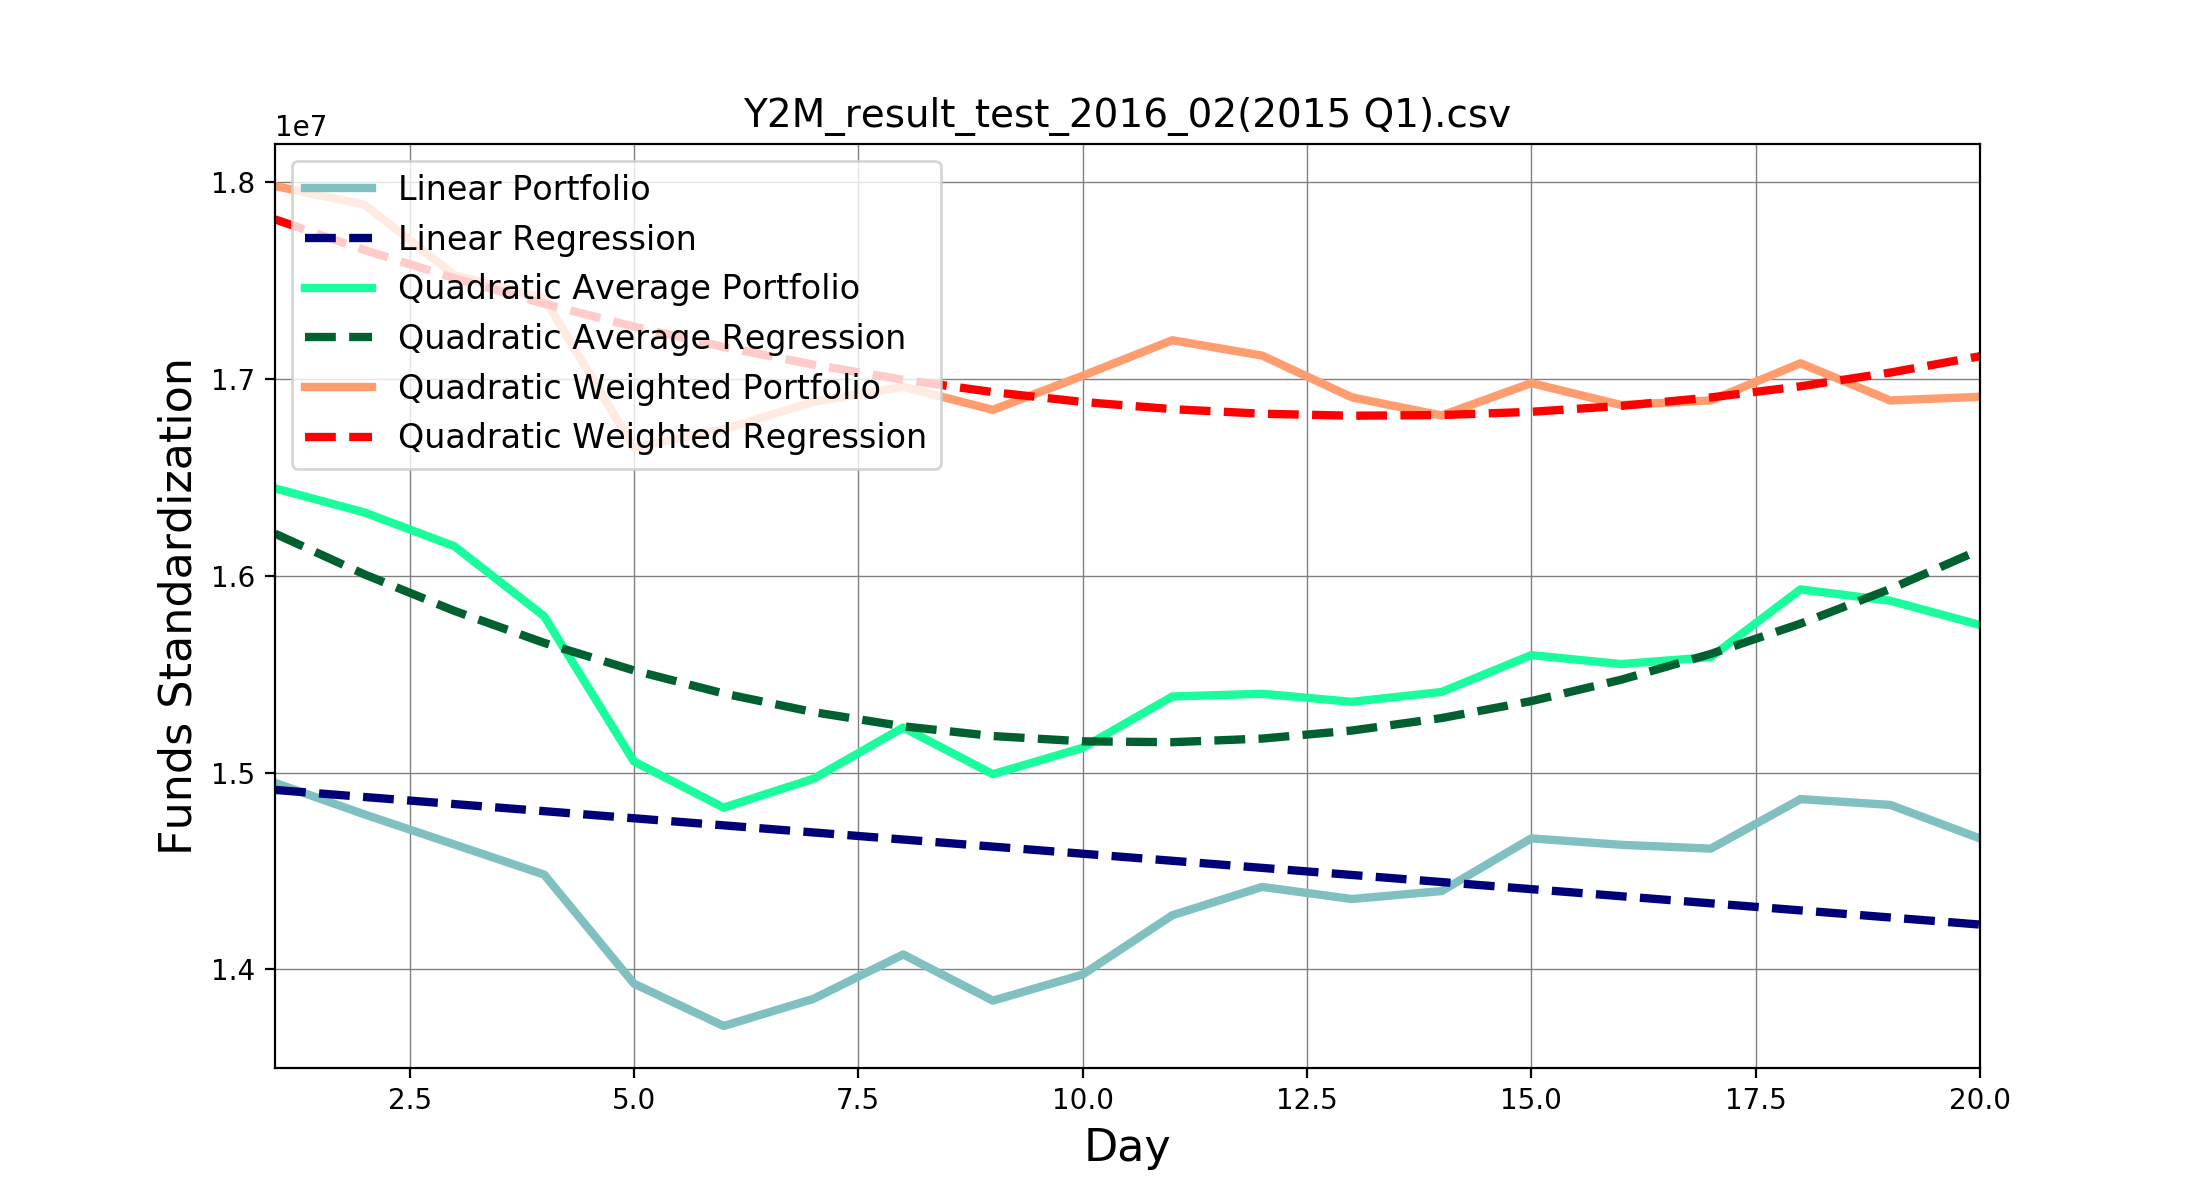 Y2M_result_test_2016_02(2015 Q1).csv
1e7
Linear Portfolio
Linear Regression
Quadratic Average Portfolio
Quadratic Average Regression
Quadratic Weighted Portfolio
Quadratic Weighted Regression
1.8
1.7
1.6
1.5
1.4
Funds Standardization
2.5 5.0 7.5 10.0 12.5 15.0 17.5 20.0
Day